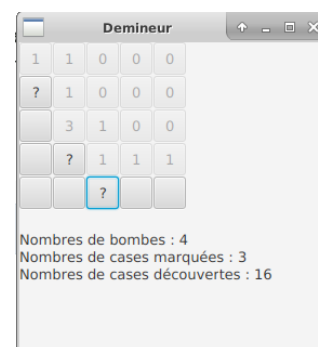 Demineur
1 1 0 0 0
? 1 0 0 0
3 1 0 0
? 1 1 1
?
Nombres de bombes : 4
Nombres de cases marquées : 3
Nombres de cases découvertes : 16